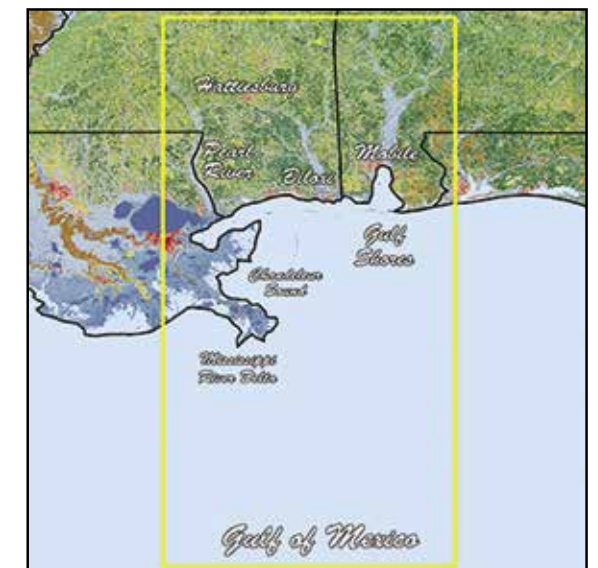 Hattiesburg
Pearl
River
Biloxi
Mobile
Gulf
Shores
Chandeleur
Sound
Mississippi
River Delta
Gulf of Mexico